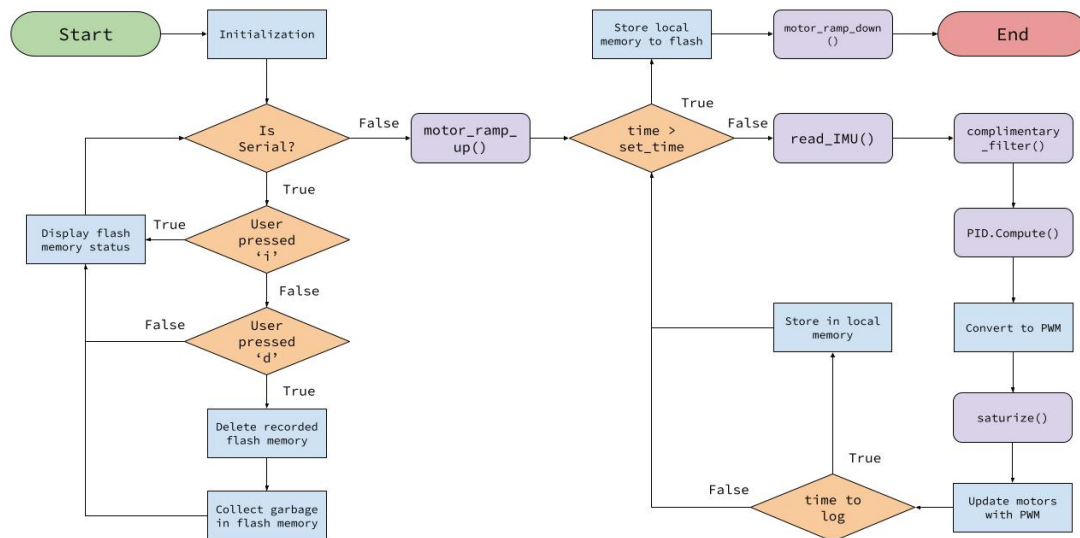 Start
Initialization
Store local
memory to flash
motor_ramp_down
()
End
Is
Serial?
False
motor_ramp_
up()
time >
set_time
True
False
read_IMU()
complimentary
_filter()
True
Display flash
memory status
True
User
pressed
‘i’
PID.Compute()
False
False
User
pressed
‘d’
Store in local
memory
Convert to PWM
True
Delete recorded
flash memory
saturize()
True
False
Collect garbage
in flash memory
time to
log
Update motors
with PWM